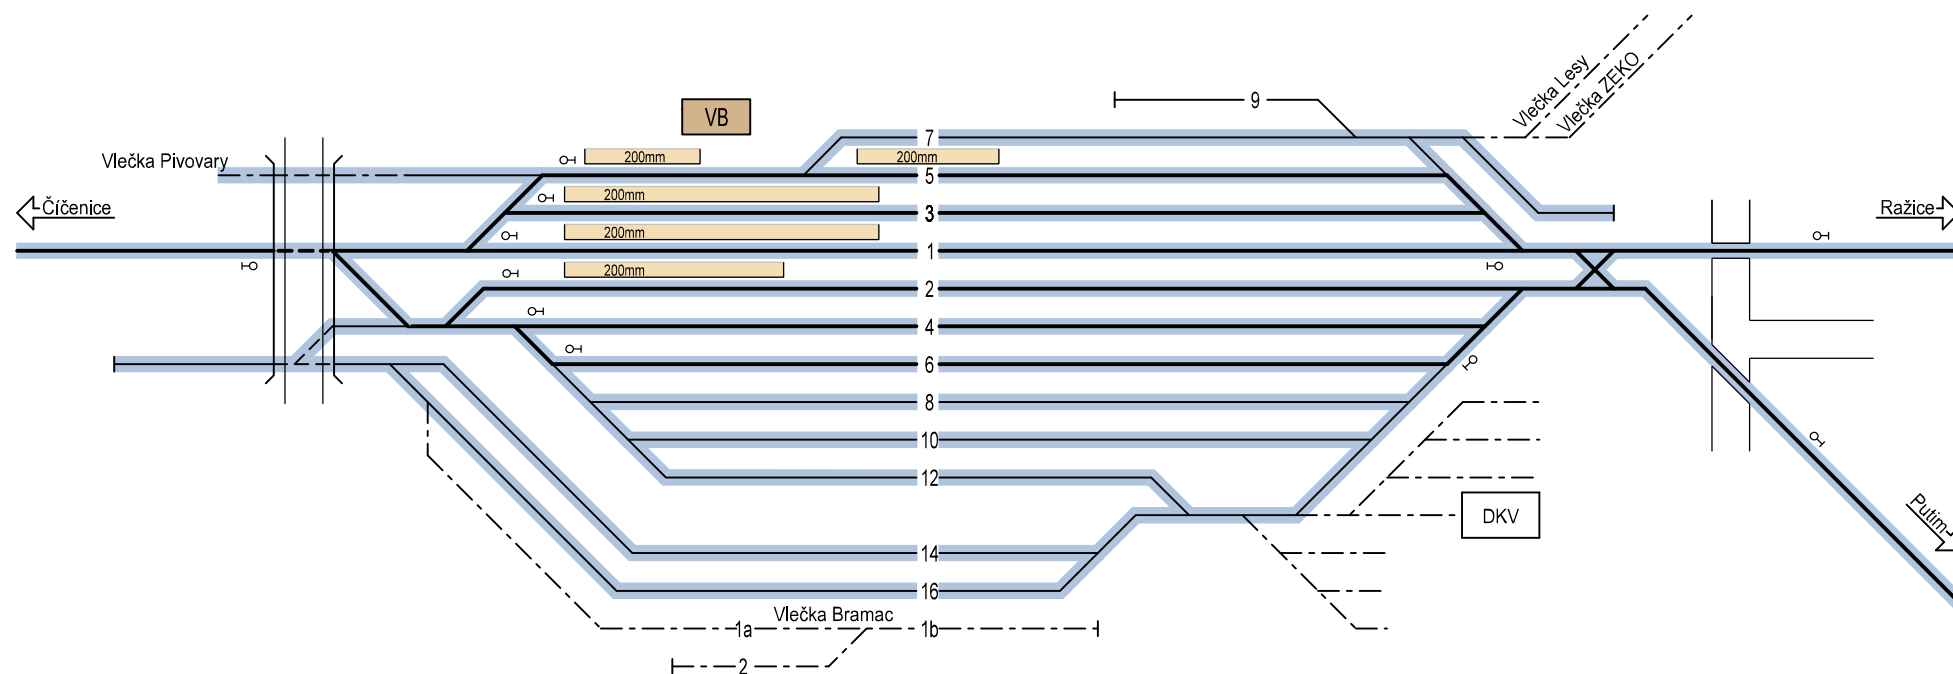 Vlečka Lesy
Vlečka ZEKO
9
VB
7
Vlečka Pivovary
200mm
200mm
5
200mm
Číčenice
3
Ražice
200mm
1
200mm
2
4
6
8
10
12
DKV
Putim
14
16
Vlečka Bramac
1a
1b
2